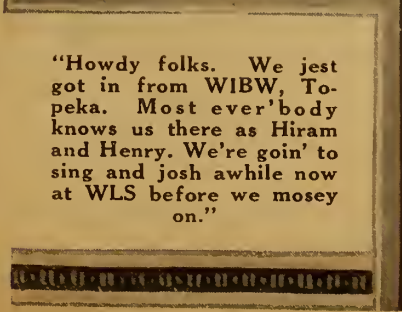 “Howdy folks. We jest
got in from WIBW, To-
peka. Most ever'body
knows us there as Hiram
and Henry. We're goin' to
sing and josh awhile now
at WLS before we mosey
on.”